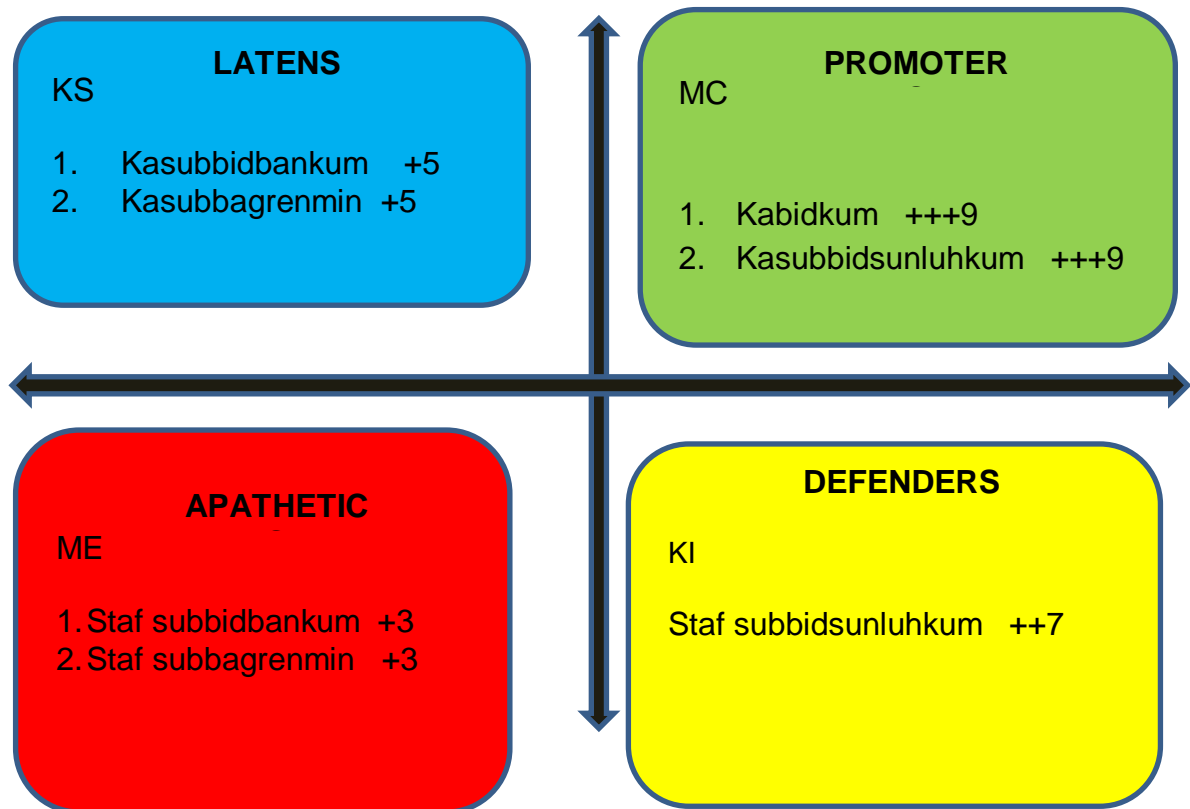 LATENS
KS
1. Kasubbidbankum +5
2. Kasubbagrenmin +5
PROMOTER
MC
1. Kabidkum +++9
2. Kasubbidsunluhkum +++9
APATHETIC
ME
1. Staf subbidbankum +3
2. Staf subbagrenmin +3
DEFENDERS
KI
Staf subbidsunluhkum ++7